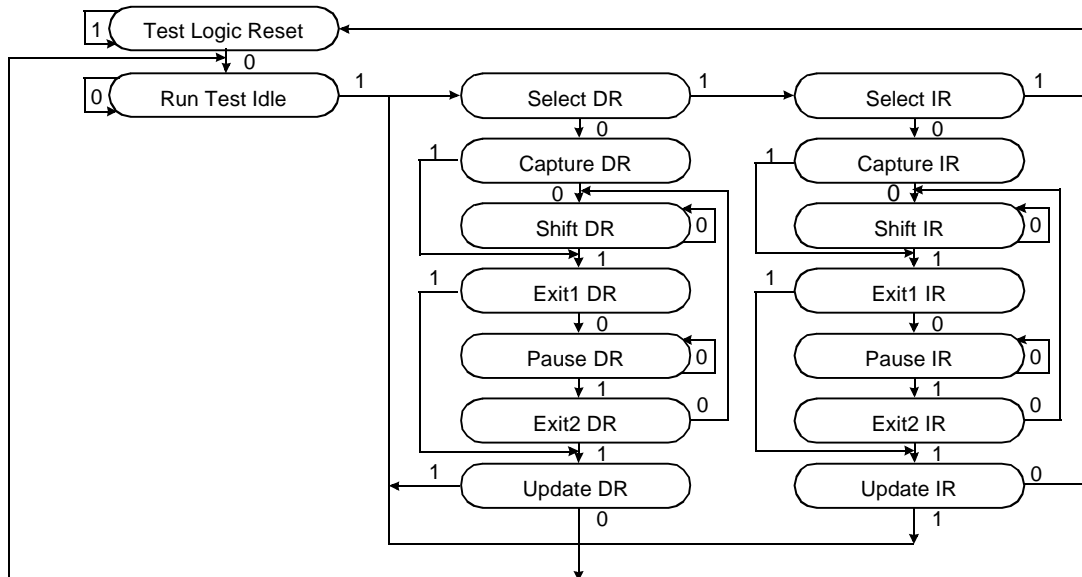 1 Test Logic Reset
0
0 Run Test Idle 1
Select DR 1
Select IR 1
0 0
1 Capture DR
1 Capture IR
0 0
Shift DR 0
Shift IR 0
1 1
1 Exit1 DR
1 Exit1 IR
0 0
Pause DR 0
Pause IR 0
1 1
Exit2 DR 0
Exit2 IR 0
1 1
1 Update DR
Update IR 0
0 1